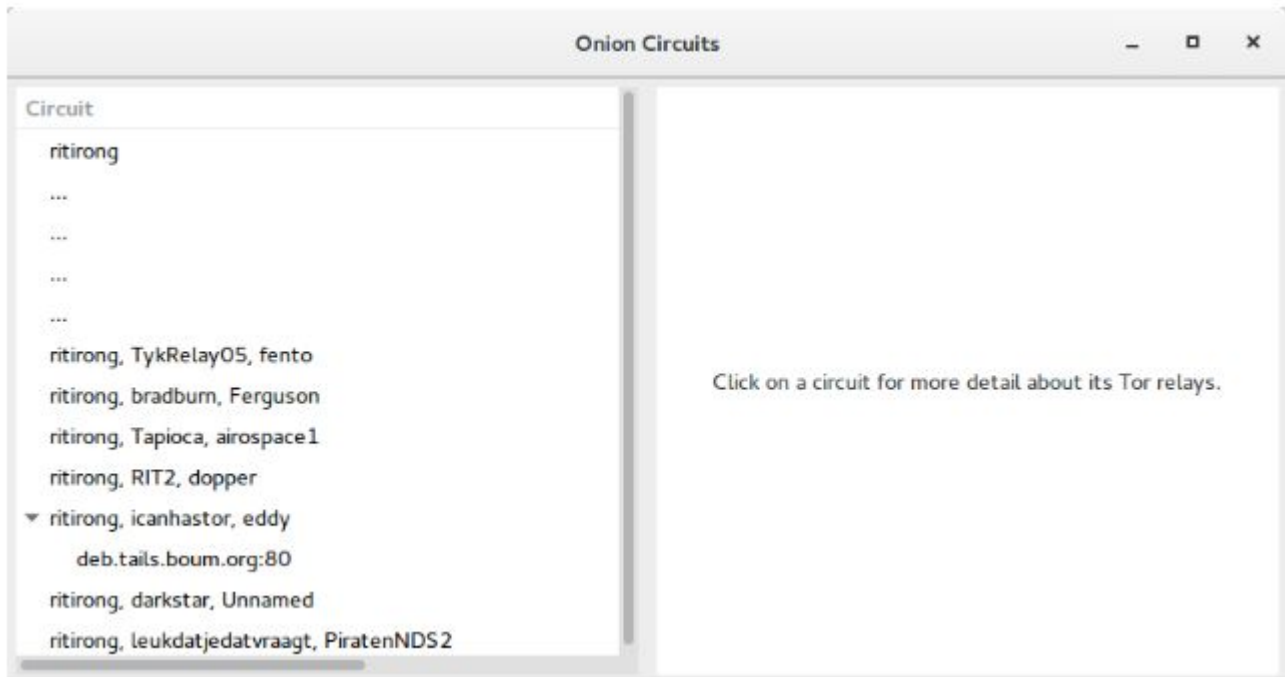 Onion Circuits
Circuit
ritirong
...
...
...
...
ritirong, TykRelay05, fento
ritirong, bradburn, Ferguson
ritirong, Tapioca, airospace1
ritirong, RIT2, dopper
ritirong, icanhastor, eddy
deb.tails.boum.org:80
ritirong, darkstar, Unnamed
ritirong, leukdatjedatvraagt, PiratenNDS2
Click on a circuit for more detail about its Tor relays.